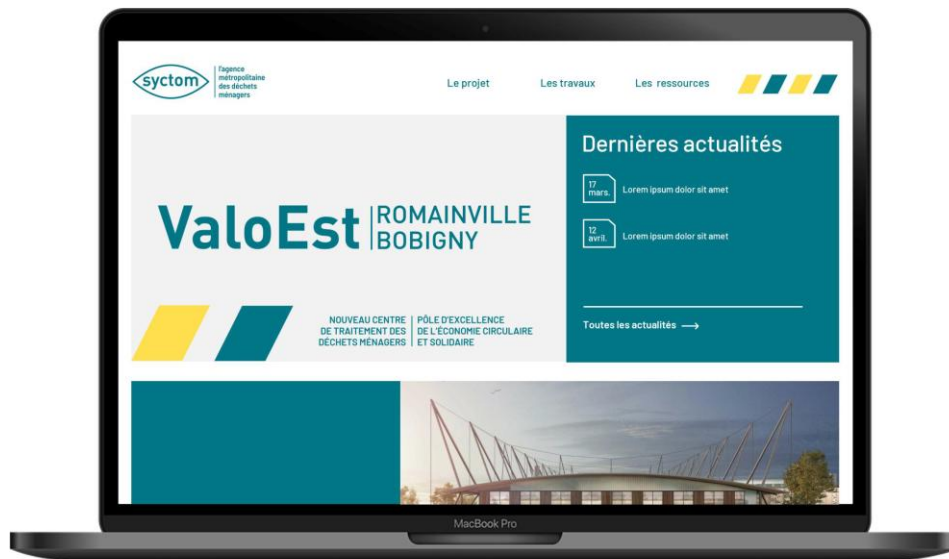 syctom
l'agence
métropolitaine
des déchets
ménagers
Le projet
Les travaux
Les ressources
ValoEst
ROMAINVILLE
BOBIGNY
NOUVEAU CENTRE
DE TRAITEMENT DES
DÉCHETS MÉNAGERS
PÔLE D'EXCELLENCE
DE L'ÉCONOMIE CIRCULAIRE
ET SOLIDAIRE
Dernières actualités
17
mars.
Lorem ipsum dolor sit amet
12
avril.
Lorem ipsum dolor sit amet
Toutes les actualités
MacBook Pro